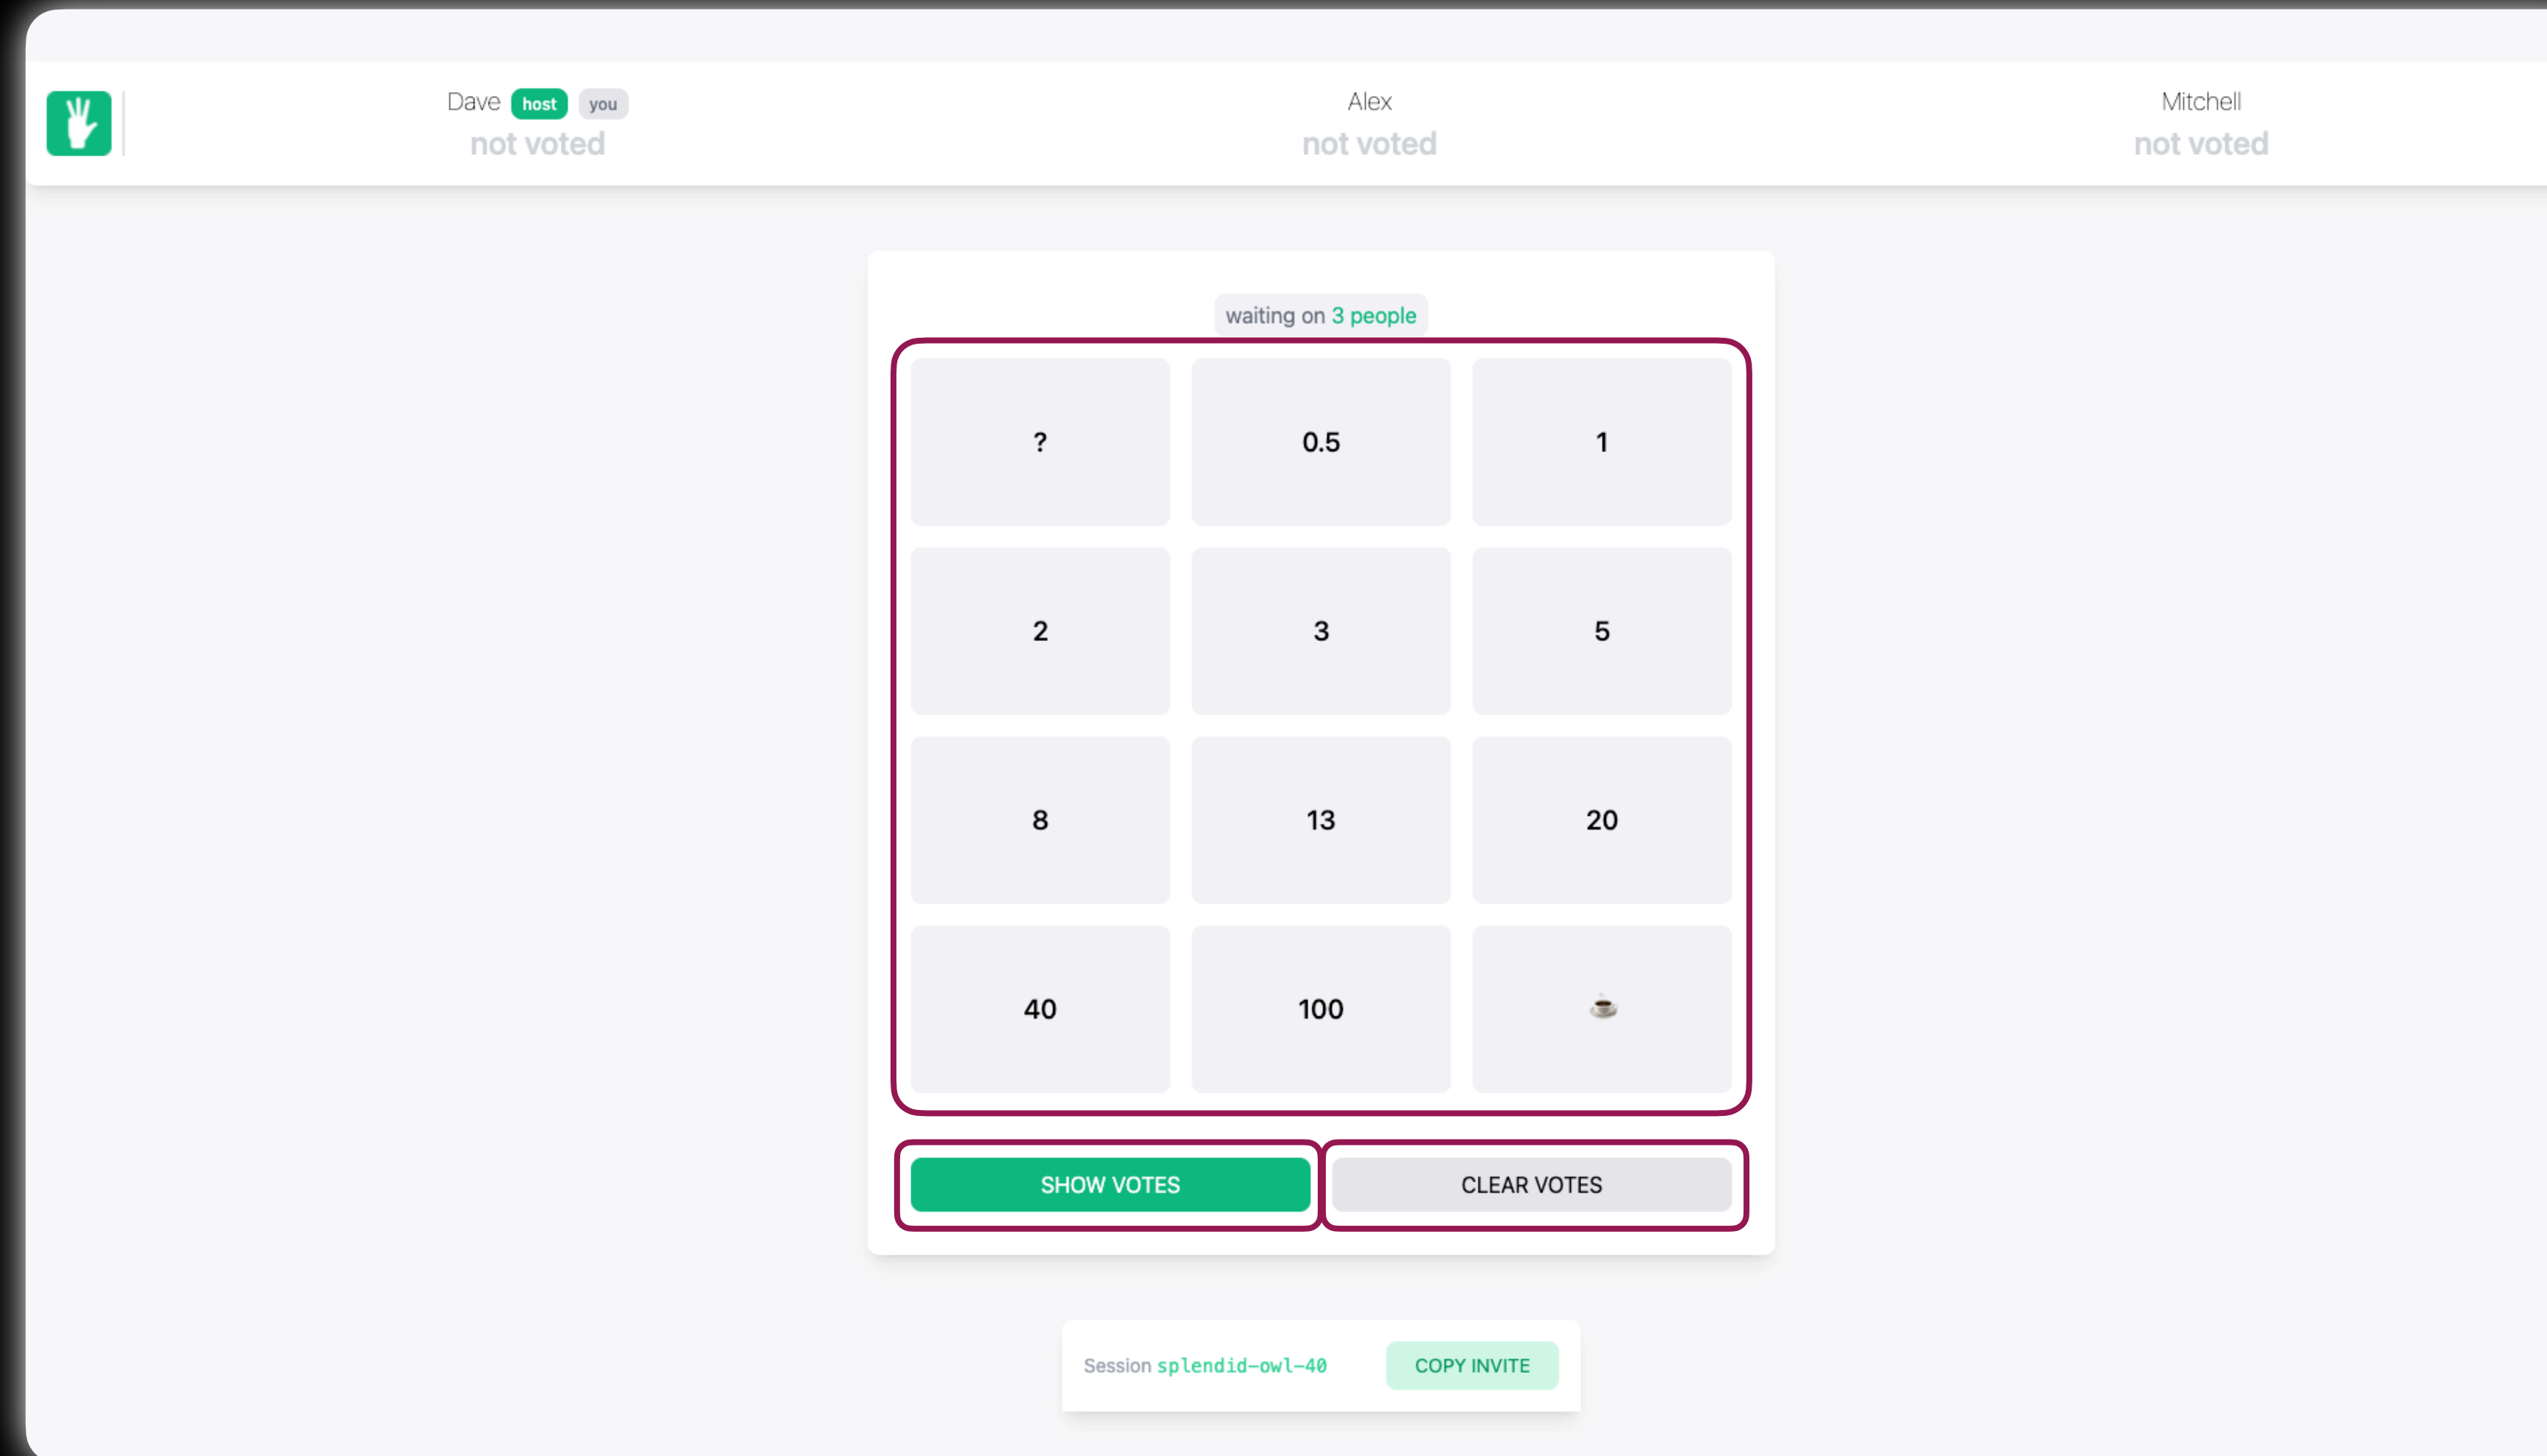 Dave host you
not voted
Alex
not voted
Mitchell
not voted
waiting on 3 people
? 0.5 1
2 3 5
8 13 20
40 100
SHOW VOTES CLEAR VOTES
Session splendid-owl-40 COPY INVITE